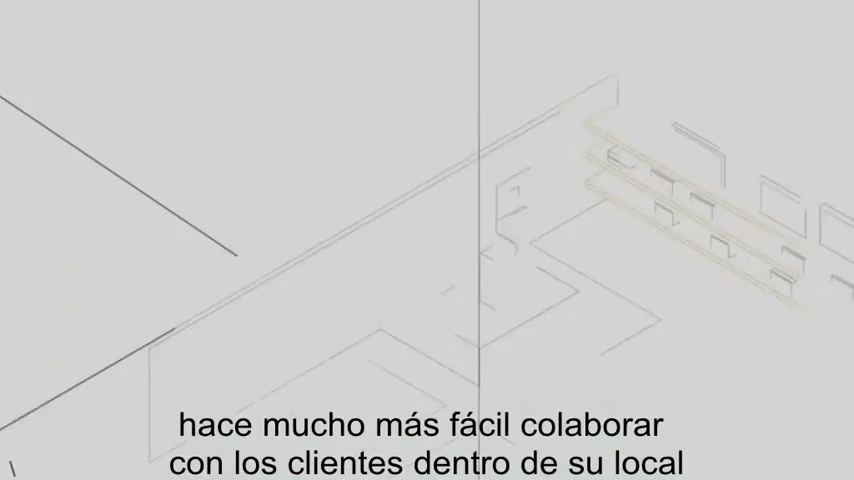 hace mucho más fácil colaborar
con los clientes dentro de su local